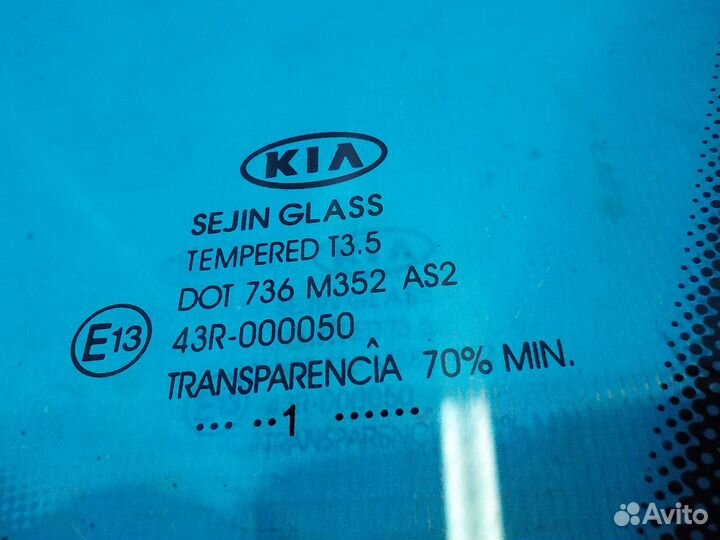 KIA
SEJIN GLASS
TEMPERED T3.5
DOT 736 M352 AS2
E13
43R-000050
TRANSPARENCÎA 70% MIN.
... ..1 .......
Avito